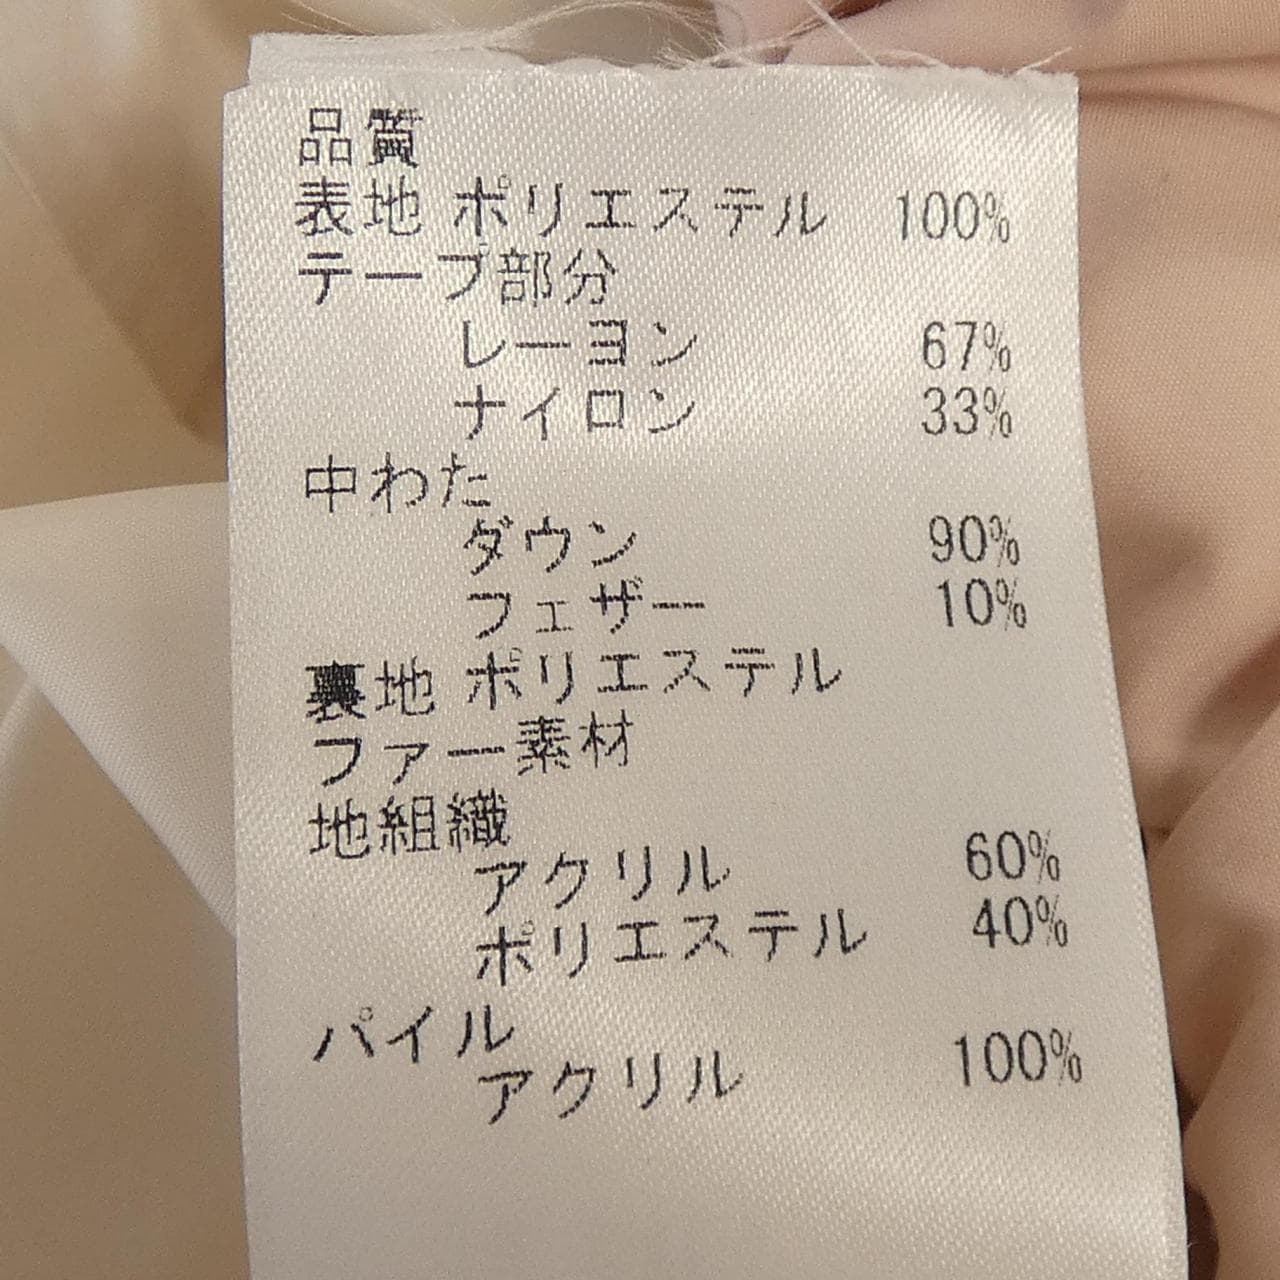 品質
表地 ポリエステル 100%
テープ部分
レーヨン 67%
ナイロン 33%
中わた
ダウン 90%
フェザー 10%
裏地 ポリエステル
ファー素材
地組織
アクリル 60%
ポリエステル 40%
パイル
アクリル 100%